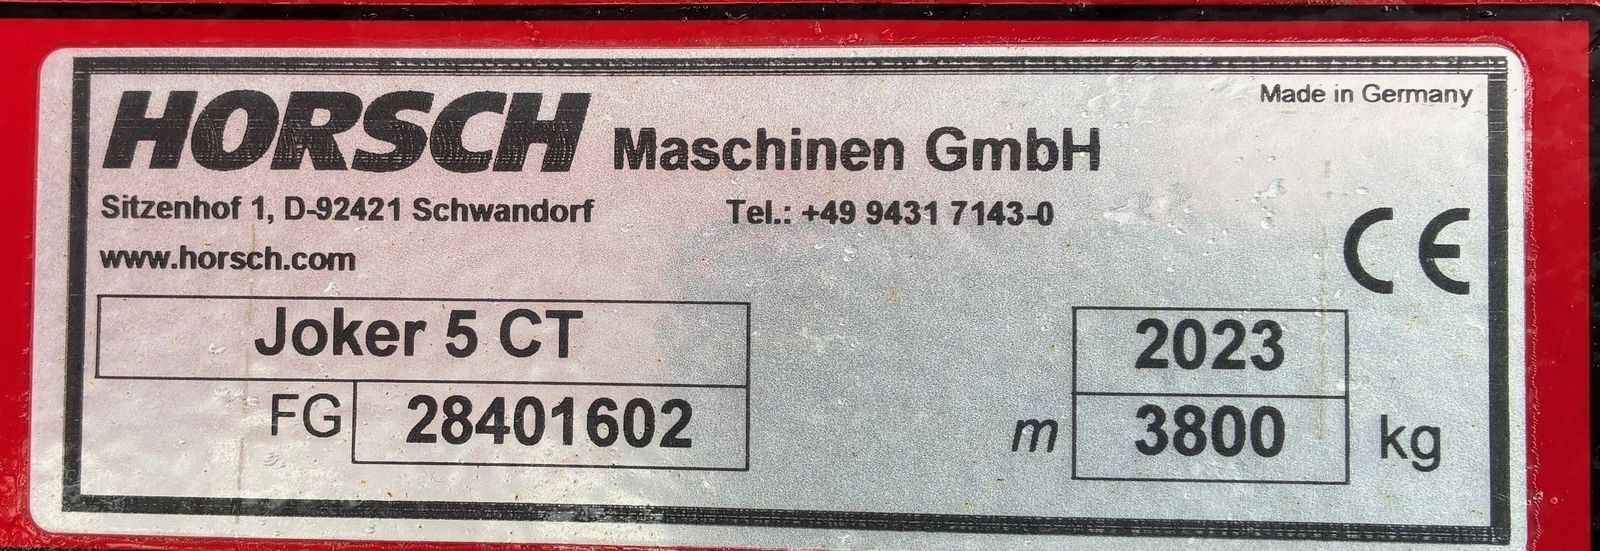 Made in Germany
HORSCH Maschinen GmbH
Sitzenhof 1, D-92421 Schwandorf Tel.: +49 9431 7143-0
www.horsch.com
CE
Joker 5 CT 2023
FG 28401602 m 3800 kg